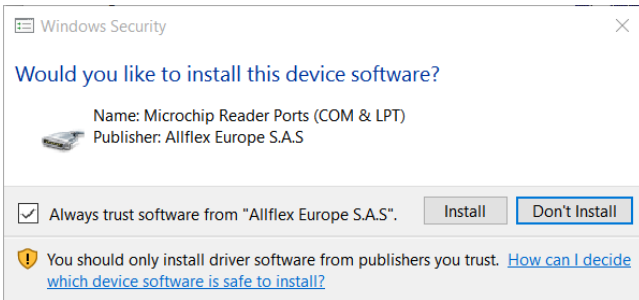 Windows Security
Would you like to install this device software?
Name: Microchip Reader Ports (COM & LPT)
Publisher: Allflex Europe S.A.S
Always trust software from "Allflex Europe S.A.S".
Install
Don't Install
You should only install driver software from publishers you trust. How can I decide
which device software is safe to install?